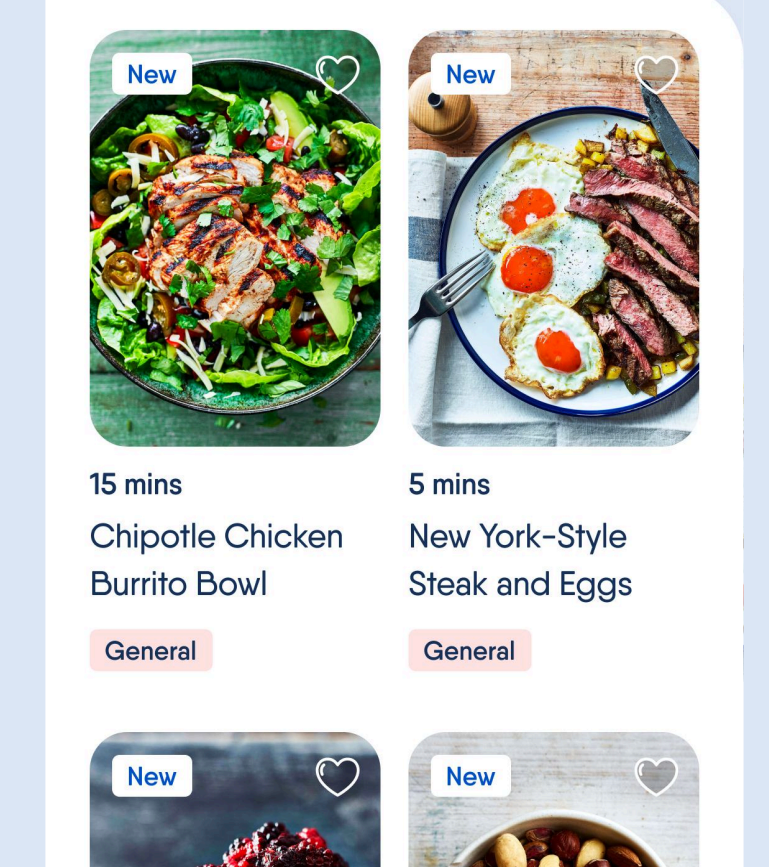 New
New
15 mins
5 mins
Chipotle Chicken
Burrito Bowl
New York-Style
Steak and Eggs
General
General
New
New